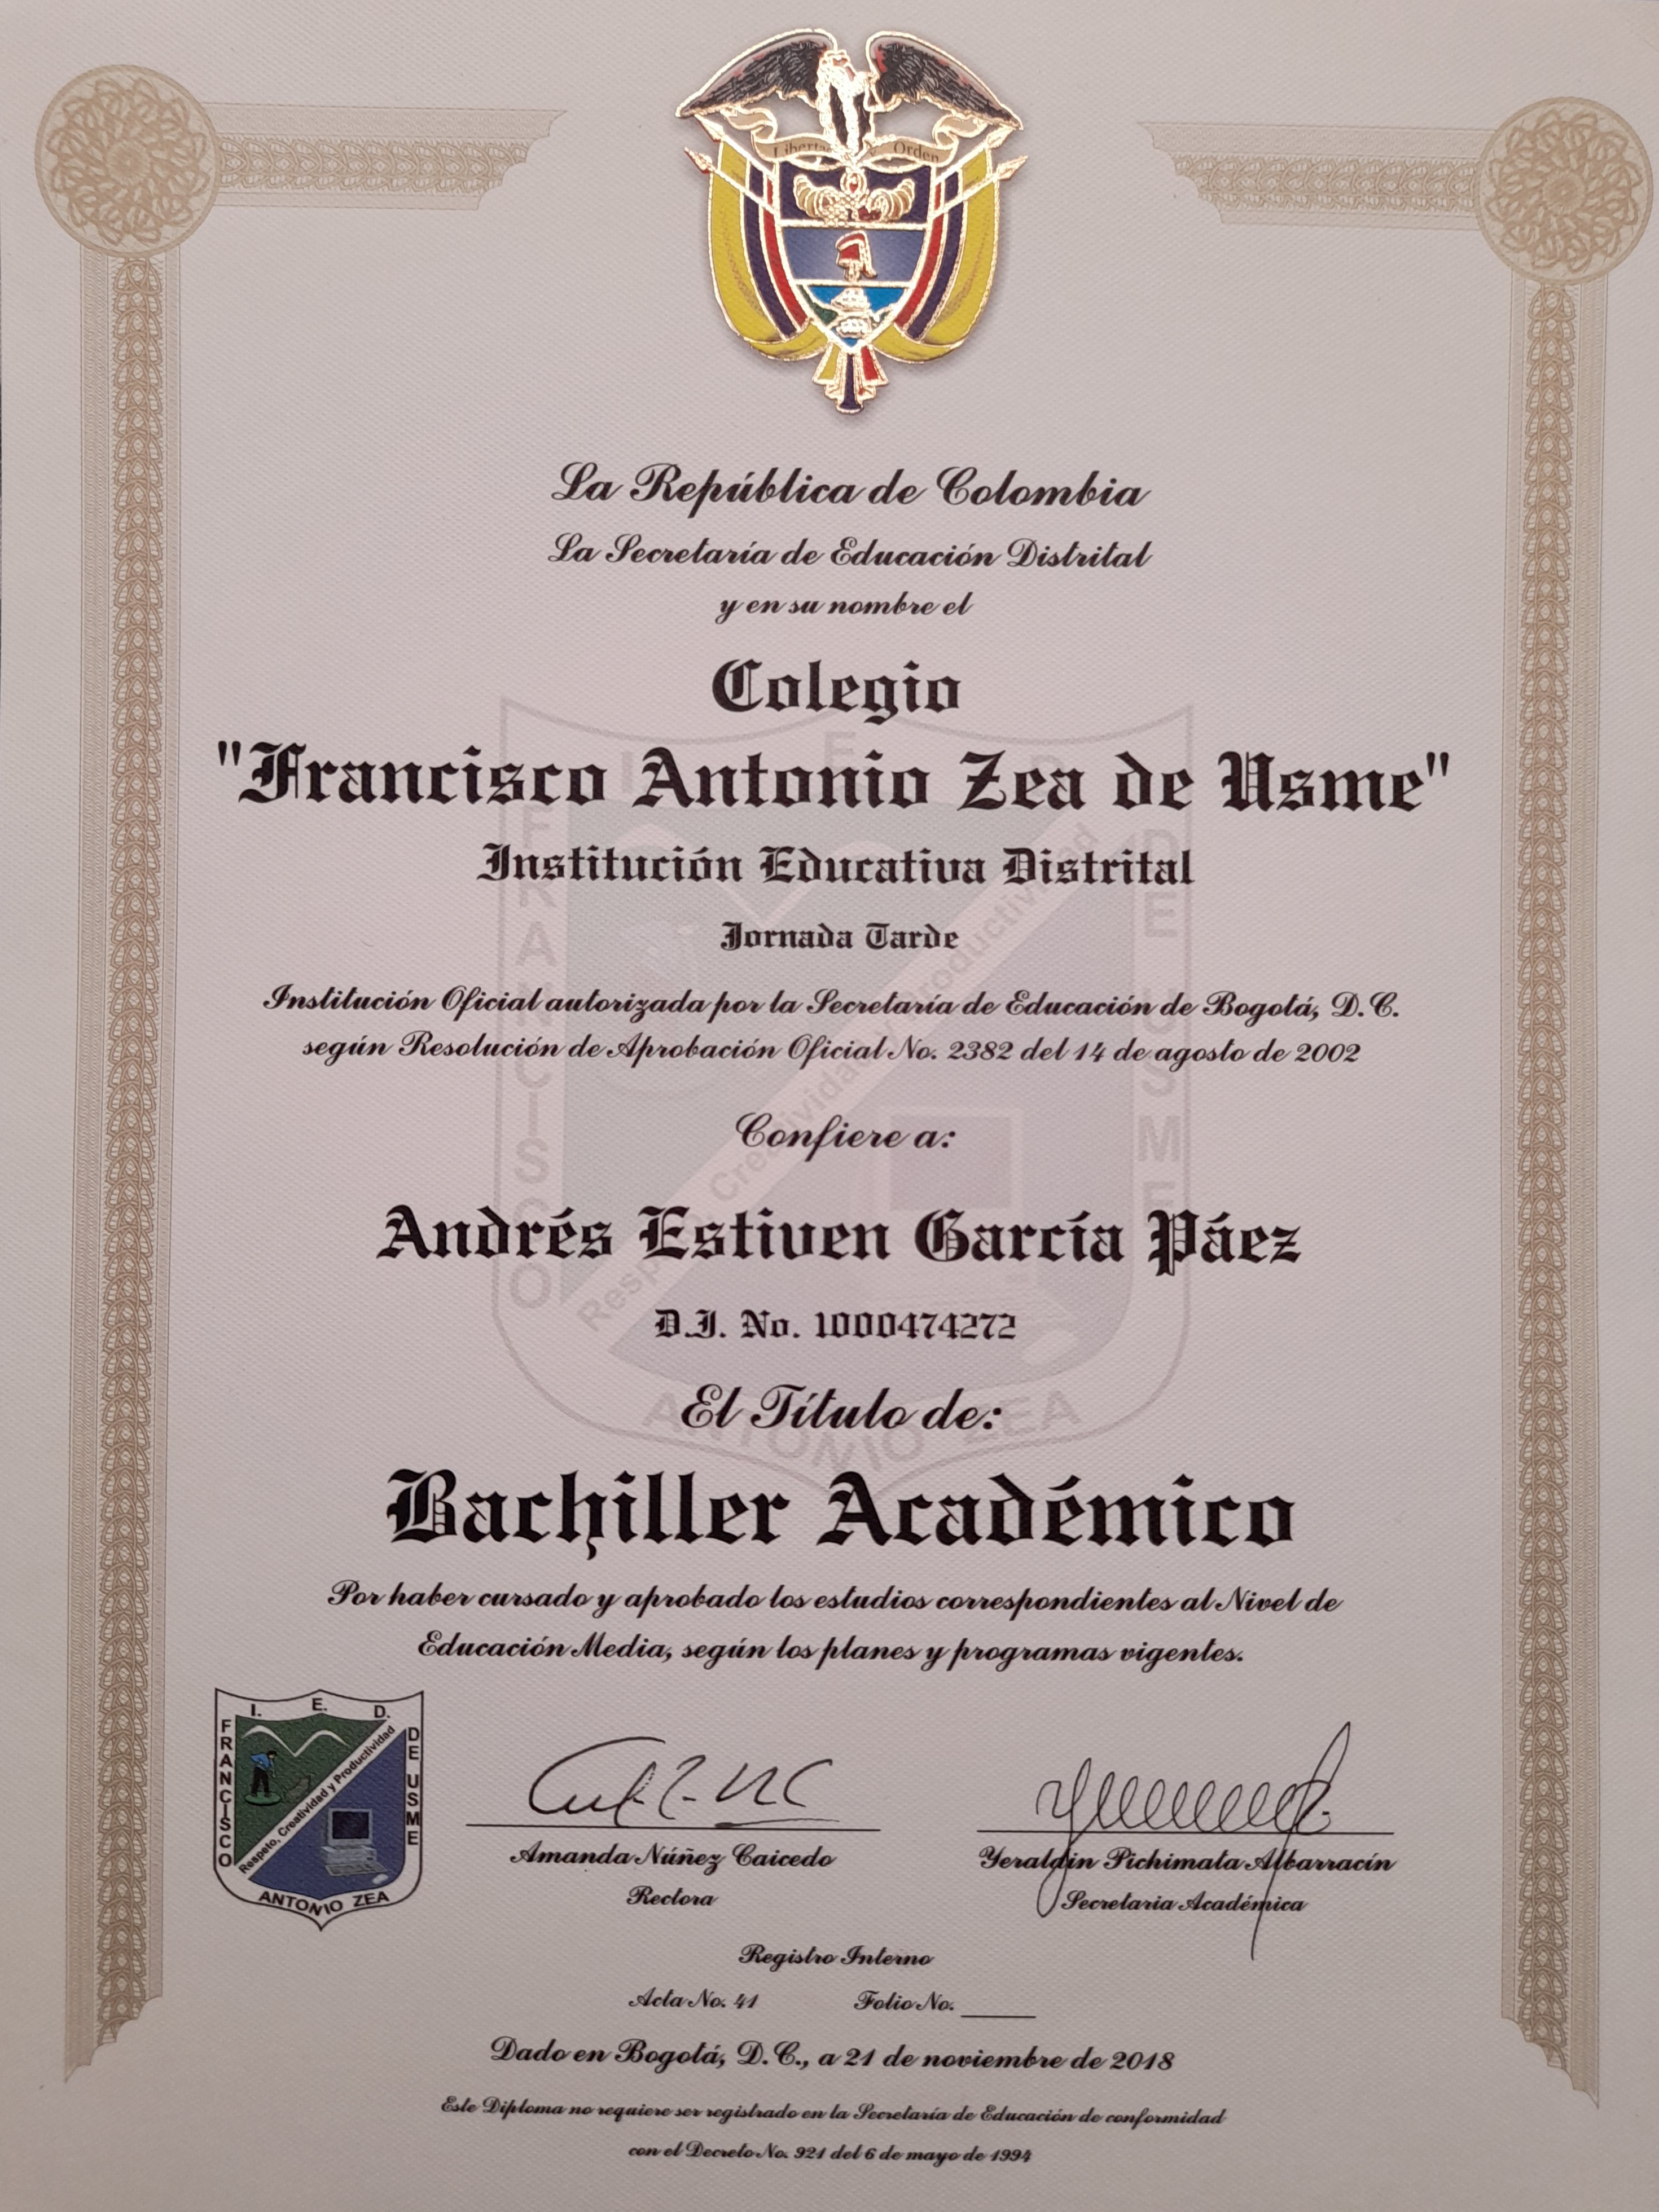 Libertad y Orden
La República de Colombia
La Secretaría de Educación Distrital
y en su nombre el
Colegio
"Francisco Antonio Zea de Usme"
Institución Educativa Distrital
Jornada Tarde
Institución Oficial autorizada por la Secretaría de Educación de Bogotá, D.C.
según Resolución de Aprobación Oficial No. 2382 del 14 de agosto de 2002
Confiere a:
Andrés Estiven García Páez
D.I. No. 1000474272
El Título de:
Bachiller Académico
Por haber cursado y aprobado los estudios correspondientes al Nivel de
Educación Media, según los planes y programas vigentes.
I. E. D.
FRANCISCO
ANTONIO ZEA
DE USME
Respeto, Creatividad y Productividad
Amanda Núñez Caicedo
Rectora
Yeraldin Pichimata Albarracín
Secretaria Académica
Registro Interno
Acta No. 41 Folio No.
Dado en Bogotá, D.C., a 21 de noviembre de 2018
Este Diploma no requiere ser registrado en la Secretaría de Educación de conformidad
con el Decreto No. 921 del 6 de mayo de 1994